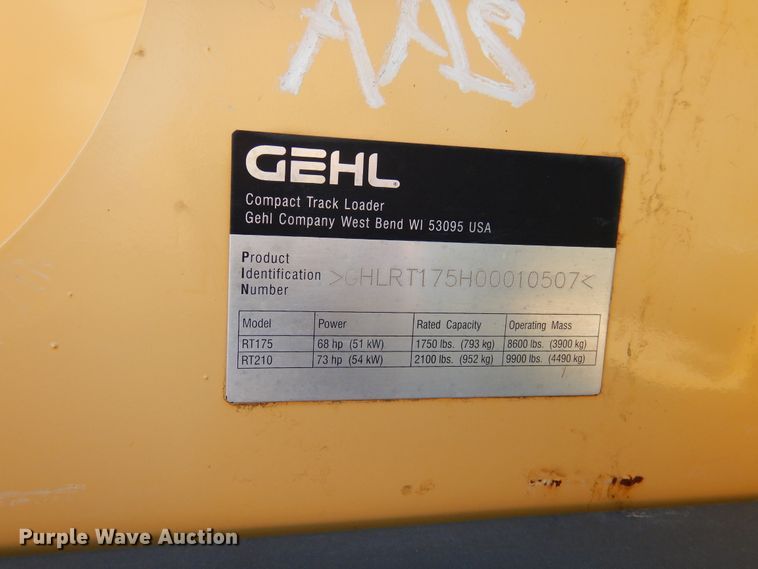 GEHL
Compact Track Loader
Gehl Company West Bend WI 53095 USA
Product
Identification >GHLRT175H00010507<
Number
Model Power Rated Capacity Operating Mass
RT175 68 hp (51 kW) 1750 lbs. (793 kg) 8600 lbs. (3900 kg)
RT210 73 hp (54 kW) 2100 lbs. (952 kg) 9900 lbs. (4490 kg)
Purple Wave Auction